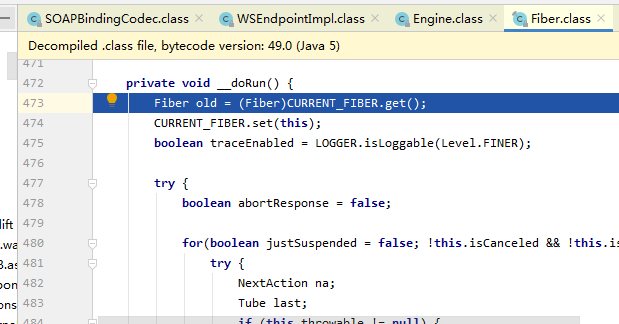 SOAPBindingCodec.class WSEndpointImpl.class Engine.class Fiber.class
Decompiled .class file, bytecode version: 49.0 (Java 5)
471
472 private void __doRun() {
473 Fiber old = (Fiber)CURRENT_FIBER.get();
474 CURRENT_FIBER.set(this);
475 boolean traceEnabled = LOGGER.isLoggable(Level.FINER);
476
477 try {
478 boolean abortResponse = false;
479
lift
480 for(boolean justSuspended = false; !this.isCanceled && !this.is
.wa
481 try {
3.as
482 NextAction na;
oon
483 Tube last;
ons
484 if (this.throwable != null) {